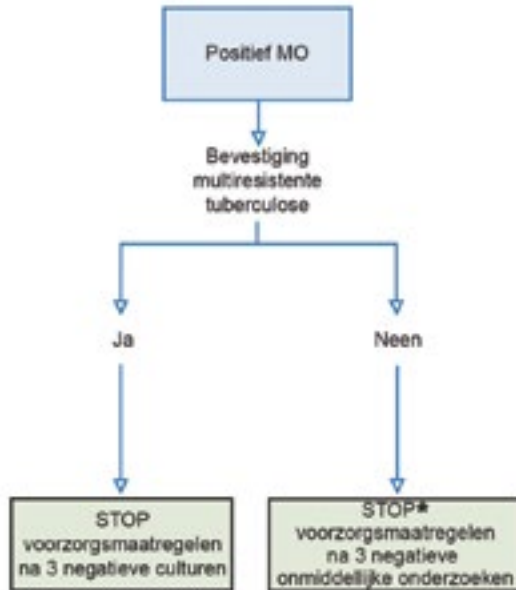 Positief MO
Bevestiging
multiresistente
tuberculose
Ja
Neen
STOP
voorzorgsmaatregelen
na 3 negatieve culturen
STOP*
voorzorgsmaatregelen
na 3 negatieve
onmiddellijke onderzoeken